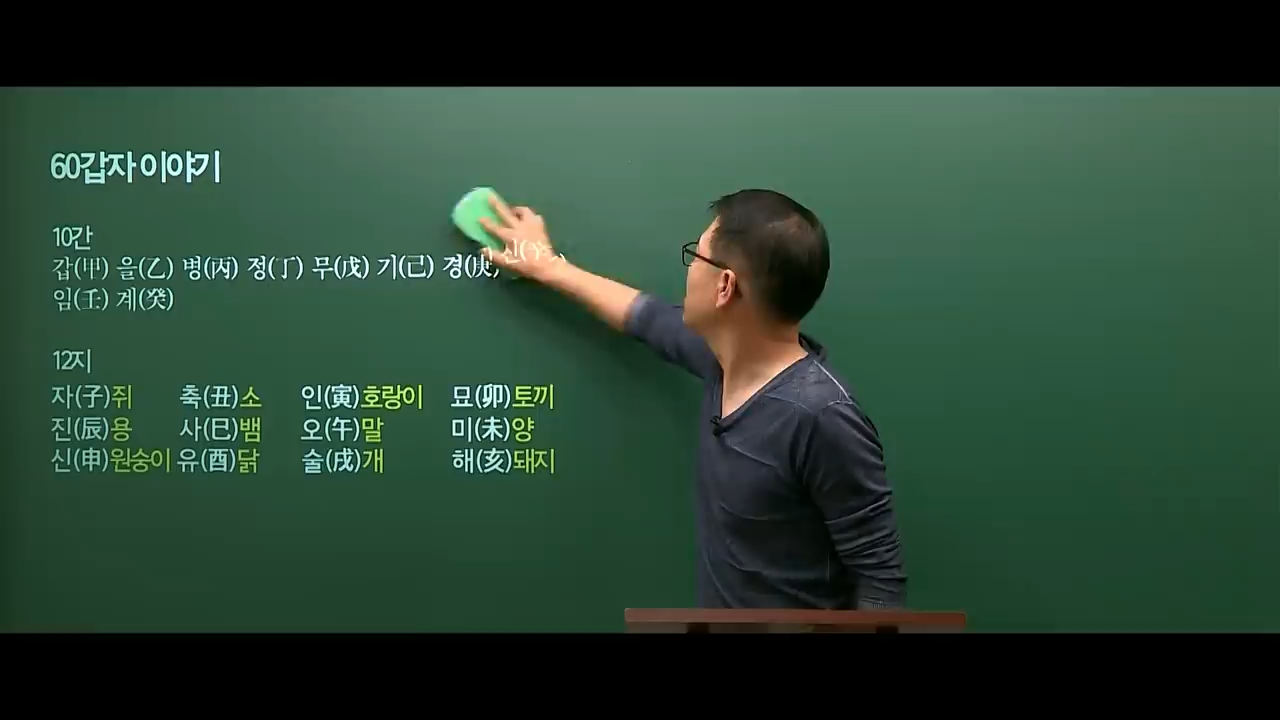 60갑자 이야기
10간
갑(甲) 을(乙) 병(丙) 정(丁) 무(戊) 기(己) 경(庚) 신(
임(壬) 계(癸)
12지
자(子)쥐 축(丑)소 인(寅)호랑이 묘(卯)토끼
진(辰)용 사(巳)뱀 오(午)말 미(未)양
신(申)원숭이 유(酉)닭 술(戌)개 해(亥)돼지